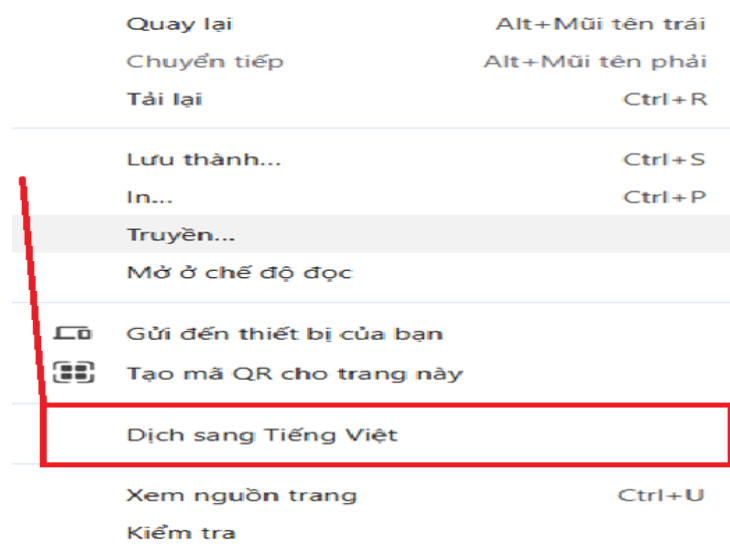 Quay lại Alt+Mũi tên trái
Chuyển tiếp Alt+Mũi tên phải
Tải lại Ctrl+R
Lưu thành... Ctrl+S
In... Ctrl+P
Truyền...
Mở ở chế độ đọc
Gửi đến thiết bị của bạn
Tạo mã QR cho trang này
Dịch sang Tiếng Việt
Xem nguồn trang Ctrl+U
Kiểm tra